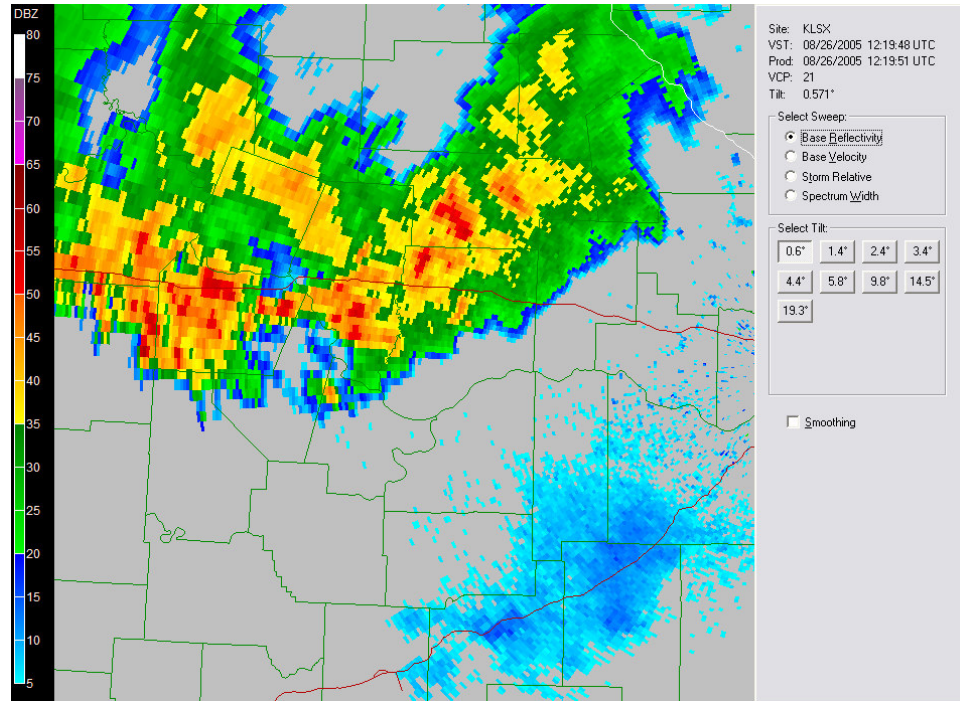 DBZ
80
75
70
65
60
55
50
45
40
35
30
25
20
15
10
5
Site: KLSX
VST: 08/26/2005 12:19:48 UTC
Prod: 08/26/2005 12:19:51 UTC
VCP: 21
Tilt: 0.571°
Select Sweep:
Base Reflectivity
Base Velocity
Storm Relative
Spectrum Width
Select Tilt:
0.6° 1.4° 2.4° 3.4°
4.4° 5.8° 9.8° 14.5°
19.3°
Smoothing